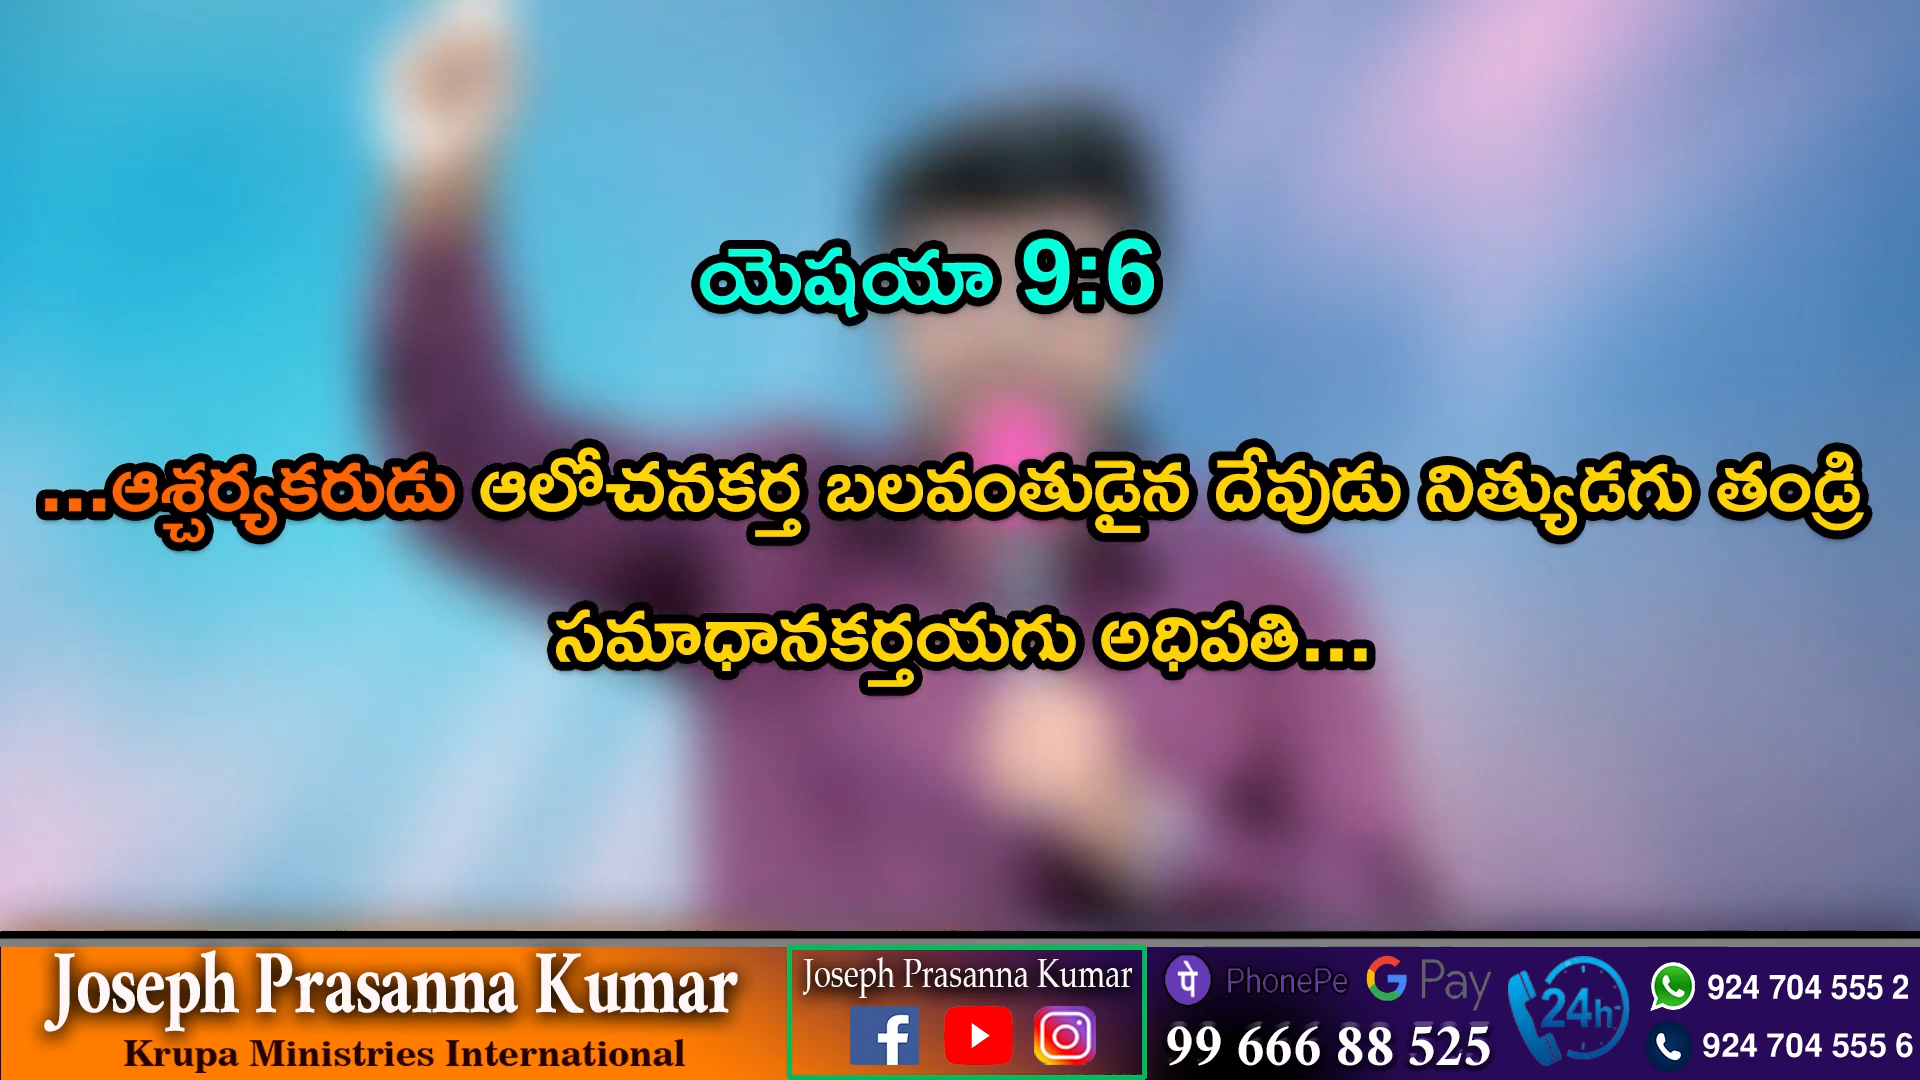 యెషయా 9:6
...ఆశ్చర్యకరుడు ఆలోచనకర్త బలవంతుడైన దేవుడు నిత్యుడగు తండ్రి
సమాధానకర్తయగు అధిపతి...
Joseph Prasanna Kumar
Krupa Ministries International
Joseph Prasanna Kumar
पे PhonePe G Pay
99 666 88 525
24h
924 704 555 2
924 704 555 6